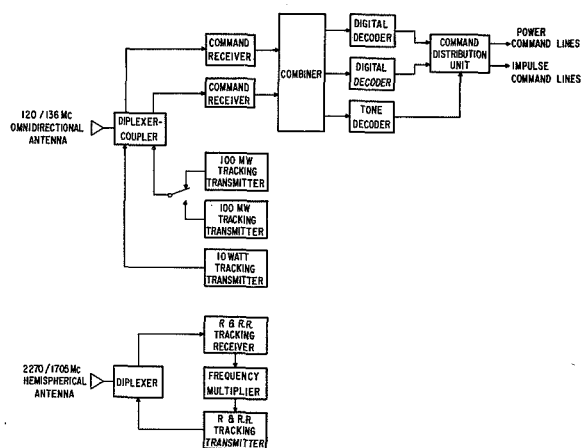 POWER
COMMAND LINES
IMPULSE
COMMAND LINES
COMMAND
DISTRIBUTION
UNIT
DIGITAL
DECODER
DIGITAL
DECODER
TONE
DECODER
COMBINER
COMMAND
RECEIVER
COMMAND
RECEIVER
120/136 Mc
OMNIDIRECTIONAL
ANTENNA
DIPLEXER-
COUPLER
100 MW
TRACKING
TRANSMITTER
100 MW
TRACKING
TRANSMITTER
10 WATT
TRACKING
TRANSMITTER
2270/1705 Mc
HEMISPHERICAL
ANTENNA
DIPLEXER
R & R.R.
TRACKING
RECEIVER
FREQUENCY
MULTIPLIER
R & R.R.
TRACKING
TRANSMITTER